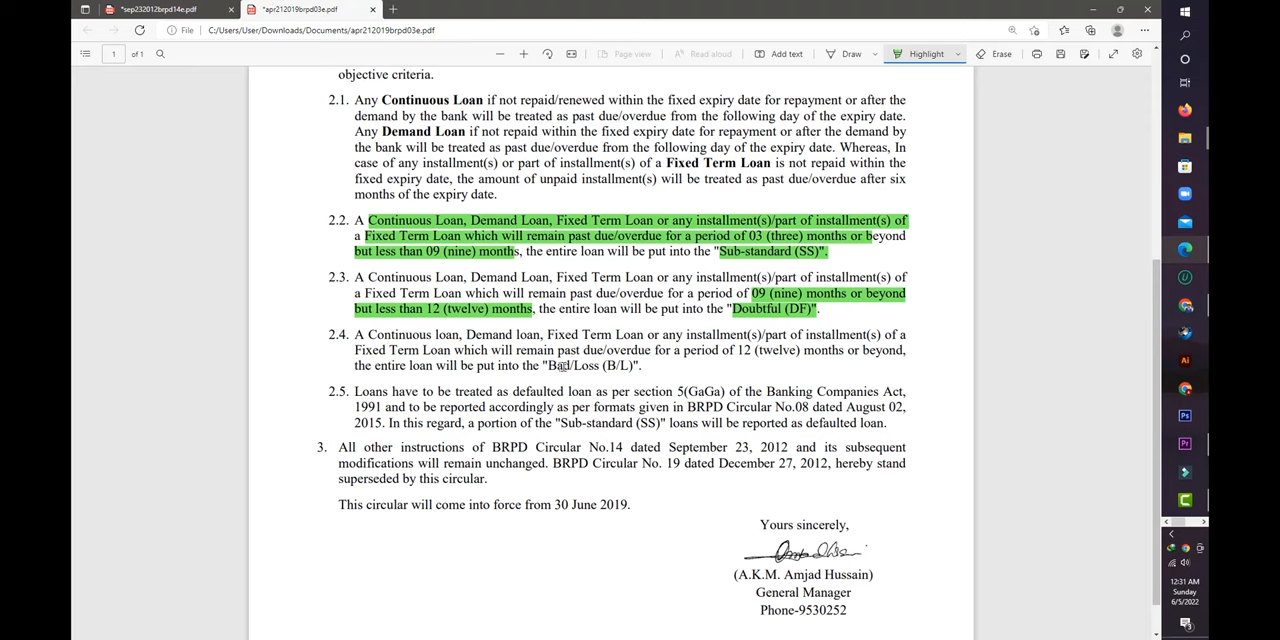 *sep232012brpd14e.pdf
*apr212019brpd03e.pdf
File
C:/Users/User/Downloads/Documents/apr212019brpd03e.pdf
1 of 1
Page view
Read aloud
Add text
Draw
Highlight
Erase
objective criteria.
2.1. Any Continuous Loan if not repaid/renewed within the fixed expiry date for repayment or after the
demand by the bank will be treated as past due/overdue from the following day of the expiry date.
Any Demand Loan if not repaid within the fixed expiry date for repayment or after the demand by
the bank will be treated as past due/overdue from the following day of the expiry date. Whereas, In
case of any installment(s) or part of installment(s) of a Fixed Term Loan is not repaid within the
fixed expiry date, the amount of unpaid installment(s) will be treated as past due/overdue after six
months of the expiry date.
2.2. A Continuous Loan, Demand Loan, Fixed Term Loan or any installment(s)/part of installment(s) of
a Fixed Term Loan which will remain past due/overdue for a period of 03 (three) months or beyond
but less than 09 (nine) months, the entire loan will be put into the "Sub-standard (SS)".
2.3. A Continuous Loan, Demand Loan, Fixed Term Loan or any installment(s)/part of installment(s) of
a Fixed Term Loan which will remain past due/overdue for a period of 09 (nine) months or beyond
but less than 12 (twelve) months, the entire loan will be put into the "Doubtful (DF)".
2.4. A Continuous loan, Demand loan, Fixed Term Loan or any installment(s)/part of installment(s) of a
Fixed Term Loan which will remain past due/overdue for a period of 12 (twelve) months or beyond,
the entire loan will be put into the "Bad/Loss (B/L)".
2.5. Loans have to be treated as defaulted loan as per section 5(GaGa) of the Banking Companies Act,
1991 and to be reported accordingly as per formats given in BRPD Circular No.08 dated August 02,
2015. In this regard, a portion of the "Sub-standard (SS)" loans will be reported as defaulted loan.
3. All other instructions of BRPD Circular No.14 dated September 23, 2012 and its subsequent
modifications will remain unchanged. BRPD Circular No. 19 dated December 27, 2012, hereby stand
superseded by this circular.
This circular will come into force from 30 June 2019.
Yours sincerely,
(A.K.M. Amjad Hussain)
General Manager
Phone-9530252
Ai
Ps
Pr
12:31 AM
Sunday
6/5/2022